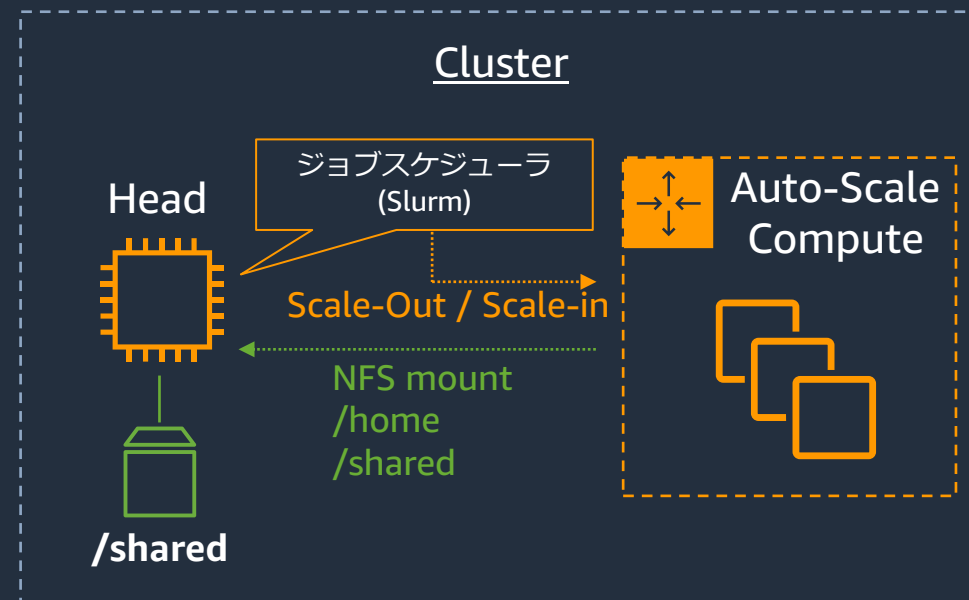 Cluster
ジョブスケジューラ
(Slurm)
Head
Auto-Scale
Compute
Scale-Out / Scale-in
NFS mount
/home
/shared
/shared